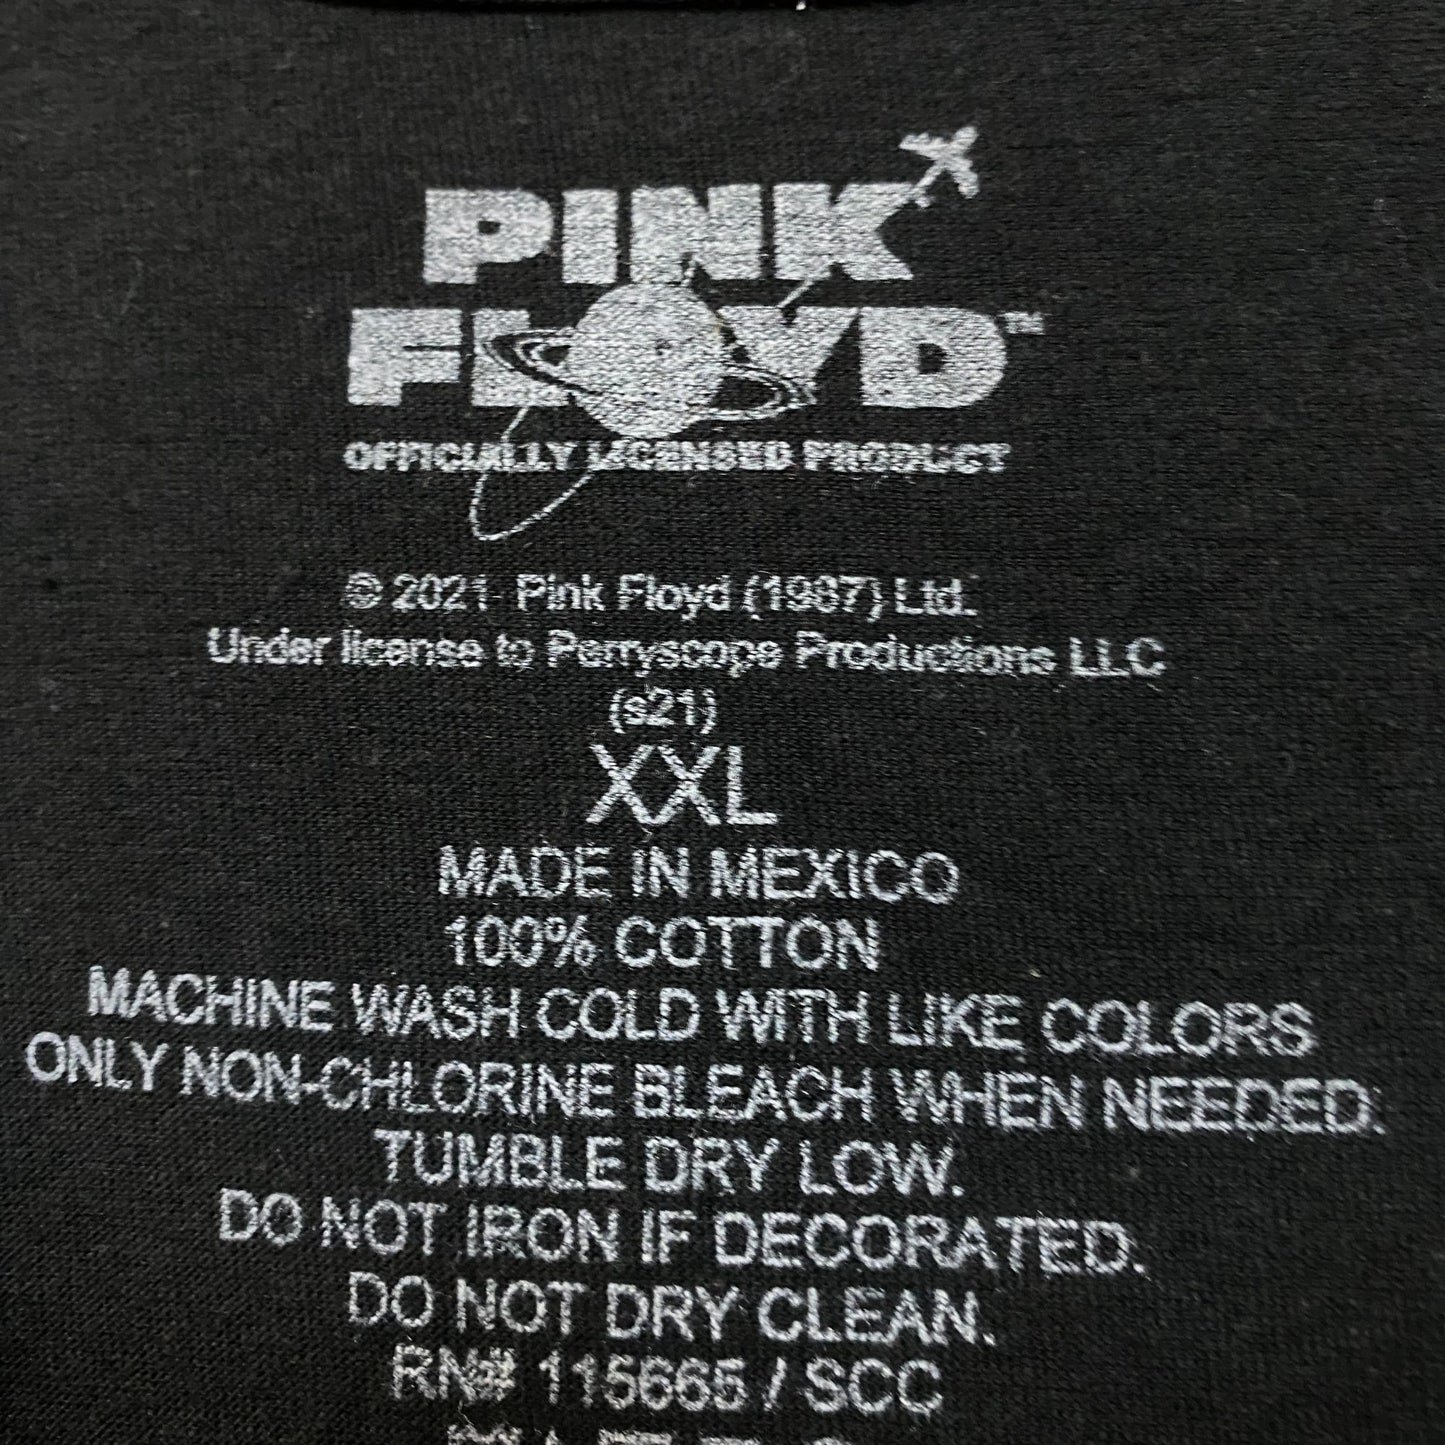 PINK
FLOYD™
OFFICIALLY LICENSED PRODUCT
© 2021 Pink Floyd (1987) Ltd.
Under license to Perryscope Productions LLC
(s21)
XXL
MADE IN MEXICO
100% COTTON
MACHINE WASH COLD WITH LIKE COLORS
ONLY NON-CHLORINE BLEACH WHEN NEEDED.
TUMBLE DRY LOW.
DO NOT IRON IF DECORATED.
DO NOT DRY CLEAN.
RN# 115665 / SCC